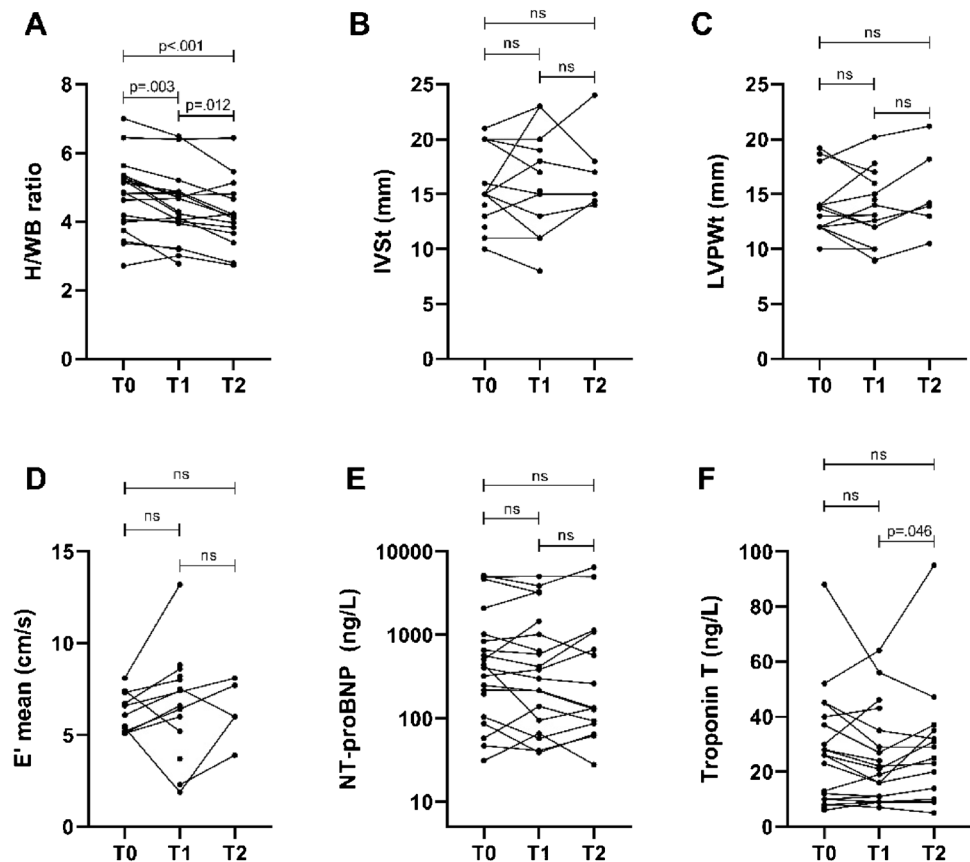 A
p<.001
p=.003
p=.012
H/WB ratio
8
6
4
2
0
T0 T1 T2
B
ns
ns
ns
IVSt (mm)
25
20
15
10
5
0
T0 T1 T2
C
ns
ns
ns
LVPWt (mm)
25
20
15
10
5
0
T0 T1 T2
D
ns
ns
ns
E' mean (cm/s)
15
10
5
0
T0 T1 T2
E
ns
ns
ns
NT-proBNP (ng/L)
10000
1000
100
10
T0 T1 T2
F
ns
ns
p=.046
Troponin T (ng/L)
100
80
60
40
20
0
T0 T1 T2